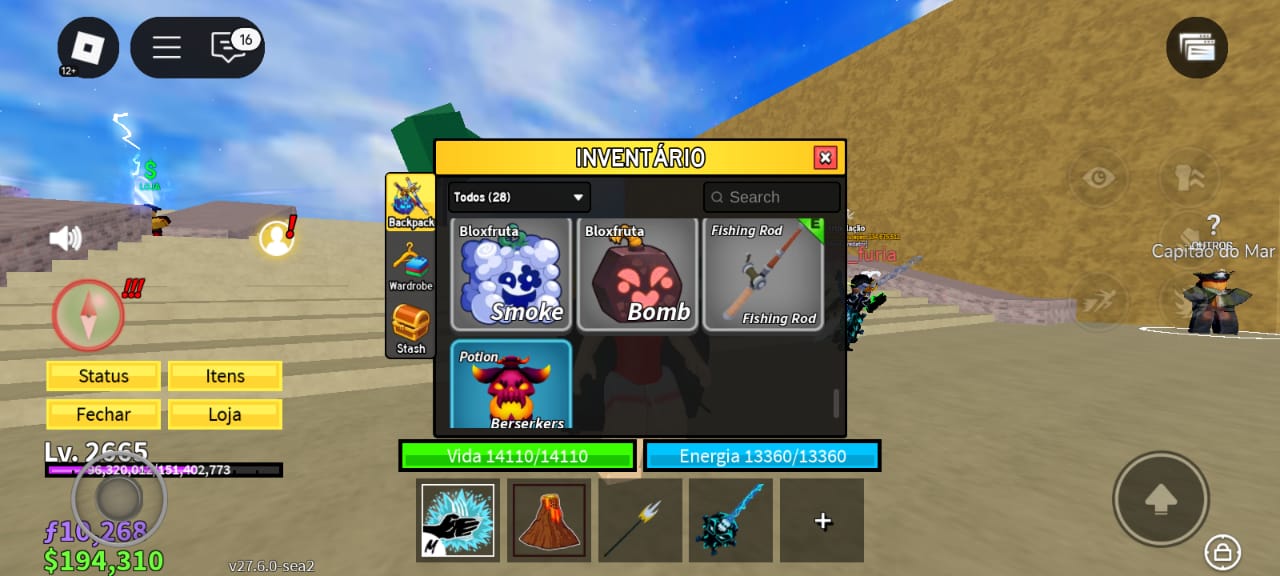 12+
16
$
LOJA
!
!!!
INVENTÁRIO
Backpack
Wardrobe
Stash
Todos (28)
Search
Bloxfruta
Smoke
Bloxfruta
Bomb
Fishing Rod
E
Fishing Rod
Potion
Berserkers
_furia
?
OUTROS
Capitão do Mar
Status
Itens
Fechar
Loja
Lv. 2665
96,320,012/151,402,773
Vida 14110/14110
Energia 13360/13360
M
+
ƒ10,268
$194,310
v27.6.0-sea2